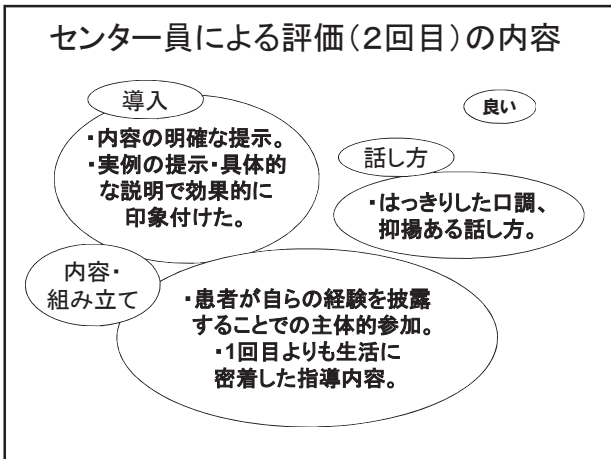 センター員による評価(2回目)の内容
導入
良い
・内容の明確な提示。
・実例の提示・具体的
な説明で効果的に
印象付けた。
話し方
・はっきりした口調、
抑揚ある話し方。
内容・
組み立て
・患者が自らの経験を披露
することでの主体的参加。
・1回目よりも生活に
密着した指導内容。